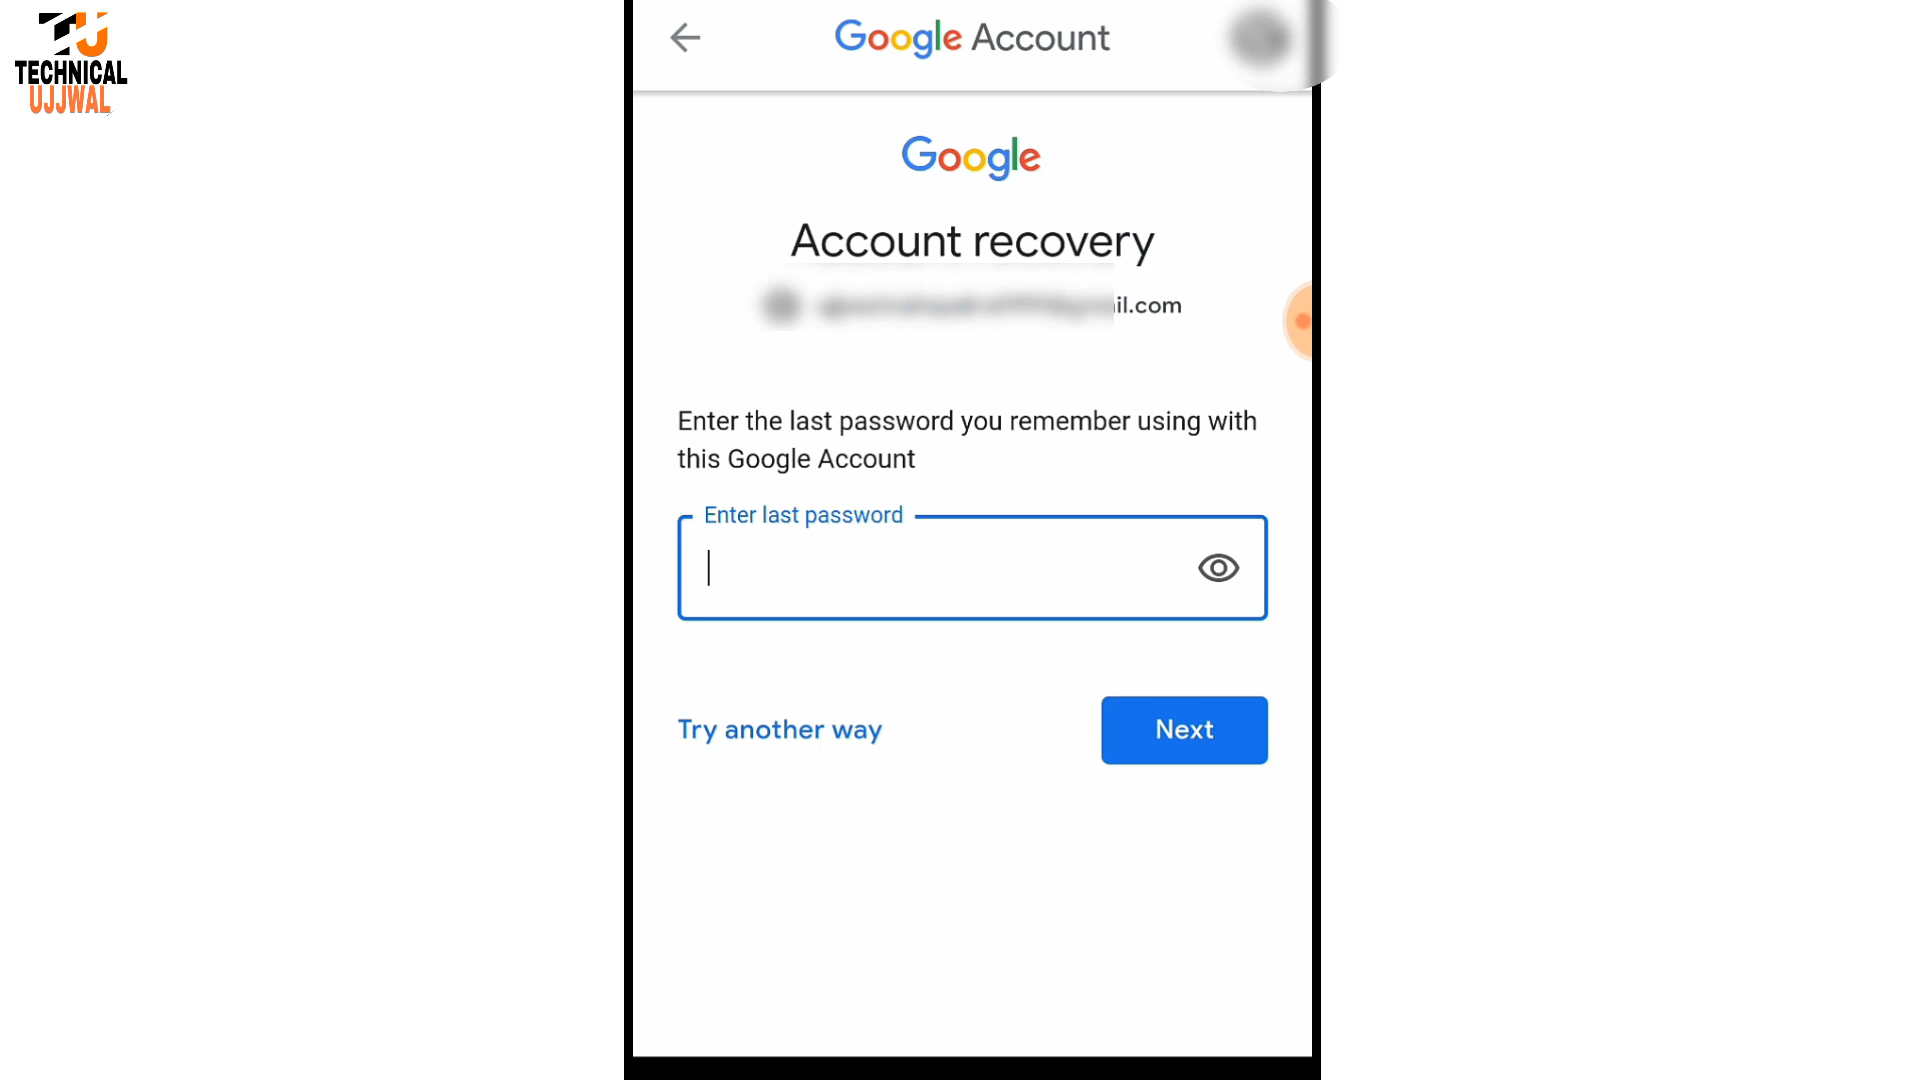 TU
TECHNICAL
UJJWAL
Google Account
Google
Account recovery
il.com
Enter the last password you remember using with
this Google Account
Enter last password
Try another way
Next